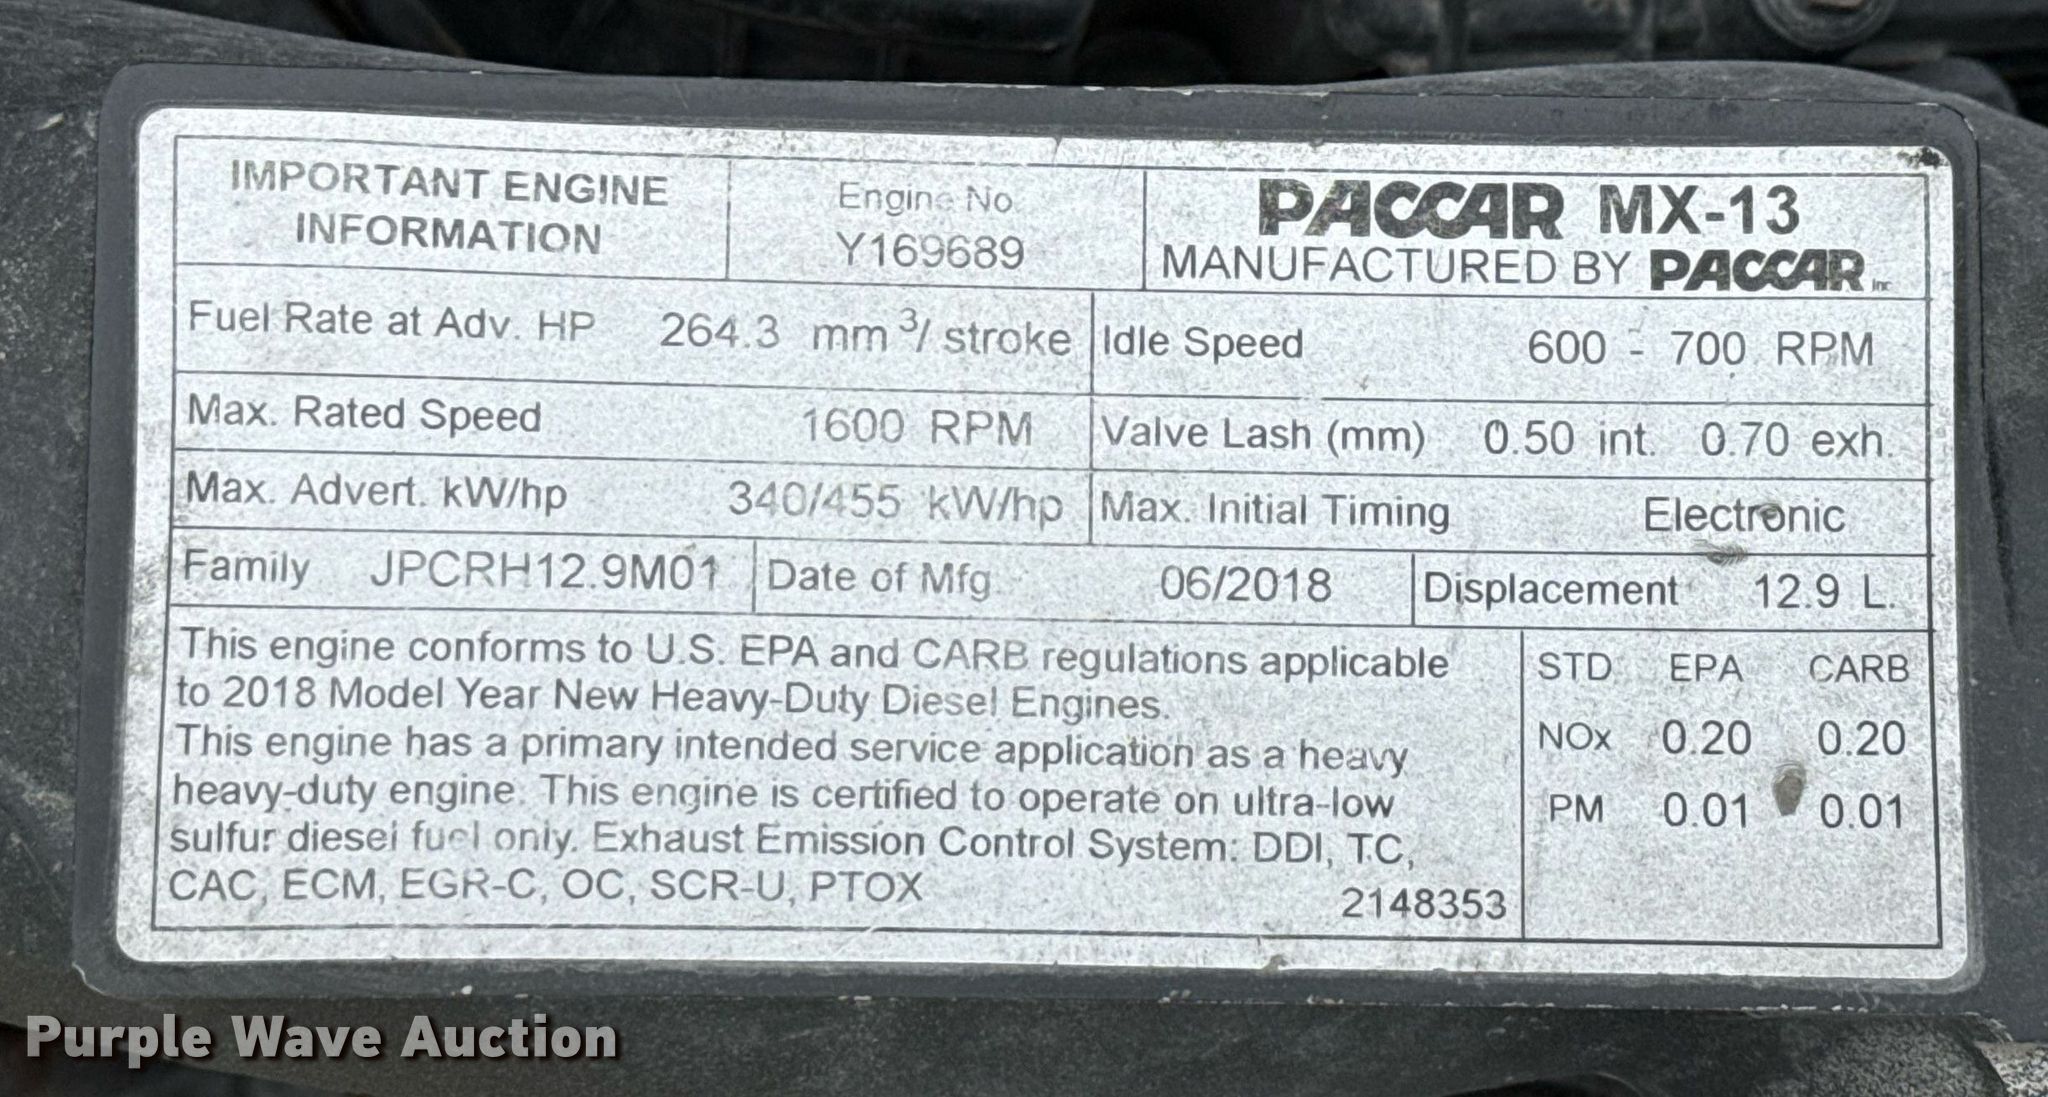 IMPORTANT ENGINE
INFORMATION
Engine No.
Y169689
PACCAR MX-13
MANUFACTURED BY PACCAR Inc
Fuel Rate at Adv. HP 264.3 mm³/ stroke
Idle Speed 600 - 700 RPM
Max. Rated Speed 1600 RPM
Valve Lash (mm) 0.50 int. 0.70 exh.
Max. Advert. kW/hp 340/455 kW/hp
Max. Initial Timing Electronic
Family JPCRH12.9M01
Date of Mfg. 06/2018
Displacement 12.9 L.
This engine conforms to U.S. EPA and CARB regulations applicable
to 2018 Model Year New Heavy-Duty Diesel Engines.
This engine has a primary intended service application as a heavy
heavy-duty engine. This engine is certified to operate on ultra-low
sulfur diesel fuel only. Exhaust Emission Control System: DDI, TC,
CAC, ECM, EGR-C, OC, SCR-U, PTOX
2148353
STD EPA CARB
NOx 0.20 0.20
PM 0.01 0.01
Purple Wave Auction